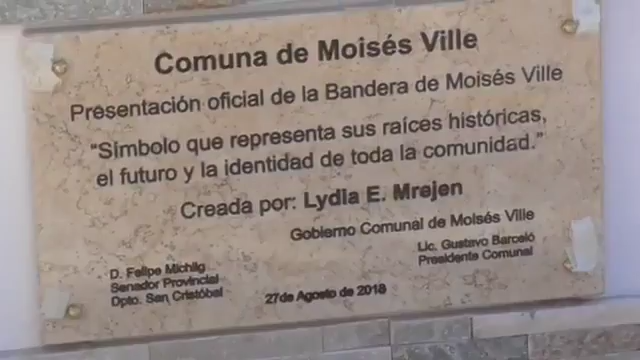 Comuna de Moisés Ville
Presentación oficial de la Bandera de Moisés Ville
“Símbolo que representa sus raíces históricas,
el futuro y la identidad de toda la comunidad.”
Creada por: Lydia E. Mrejen
Gobierno Comunal de Moisés Ville
Lic. Gustavo Barceló
Presidente Comunal
D. Felipe Michlig
Senador Provincial
Dpto. San Cristóbal
27de Agosto de 2018